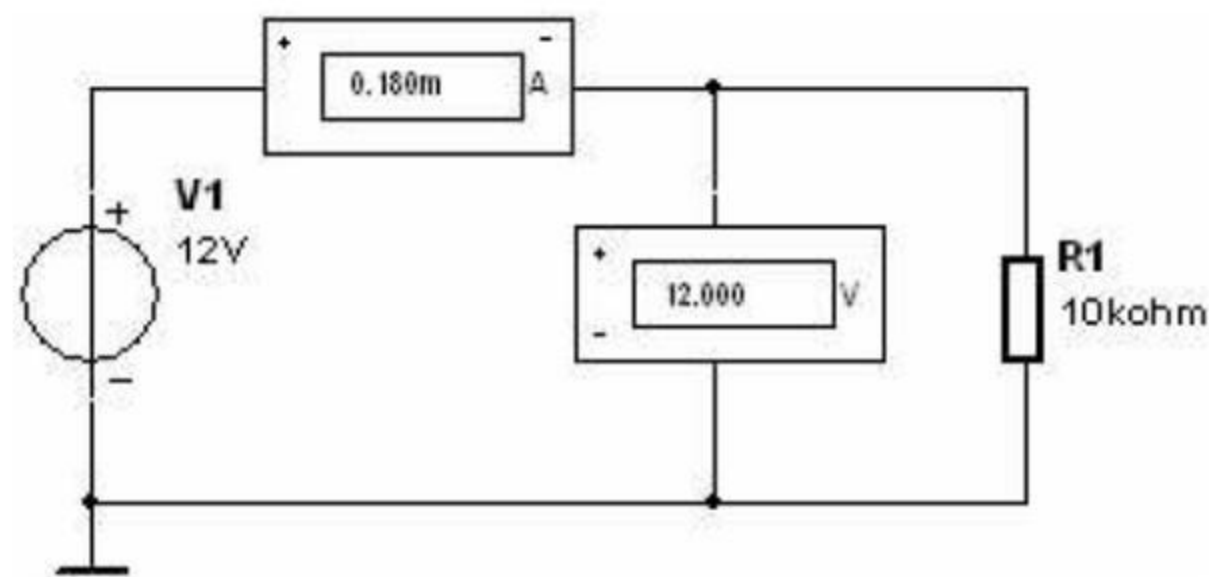 + -
0.180m A
V1
+
12V
-
+
12.000 V
-
R1
10kohm